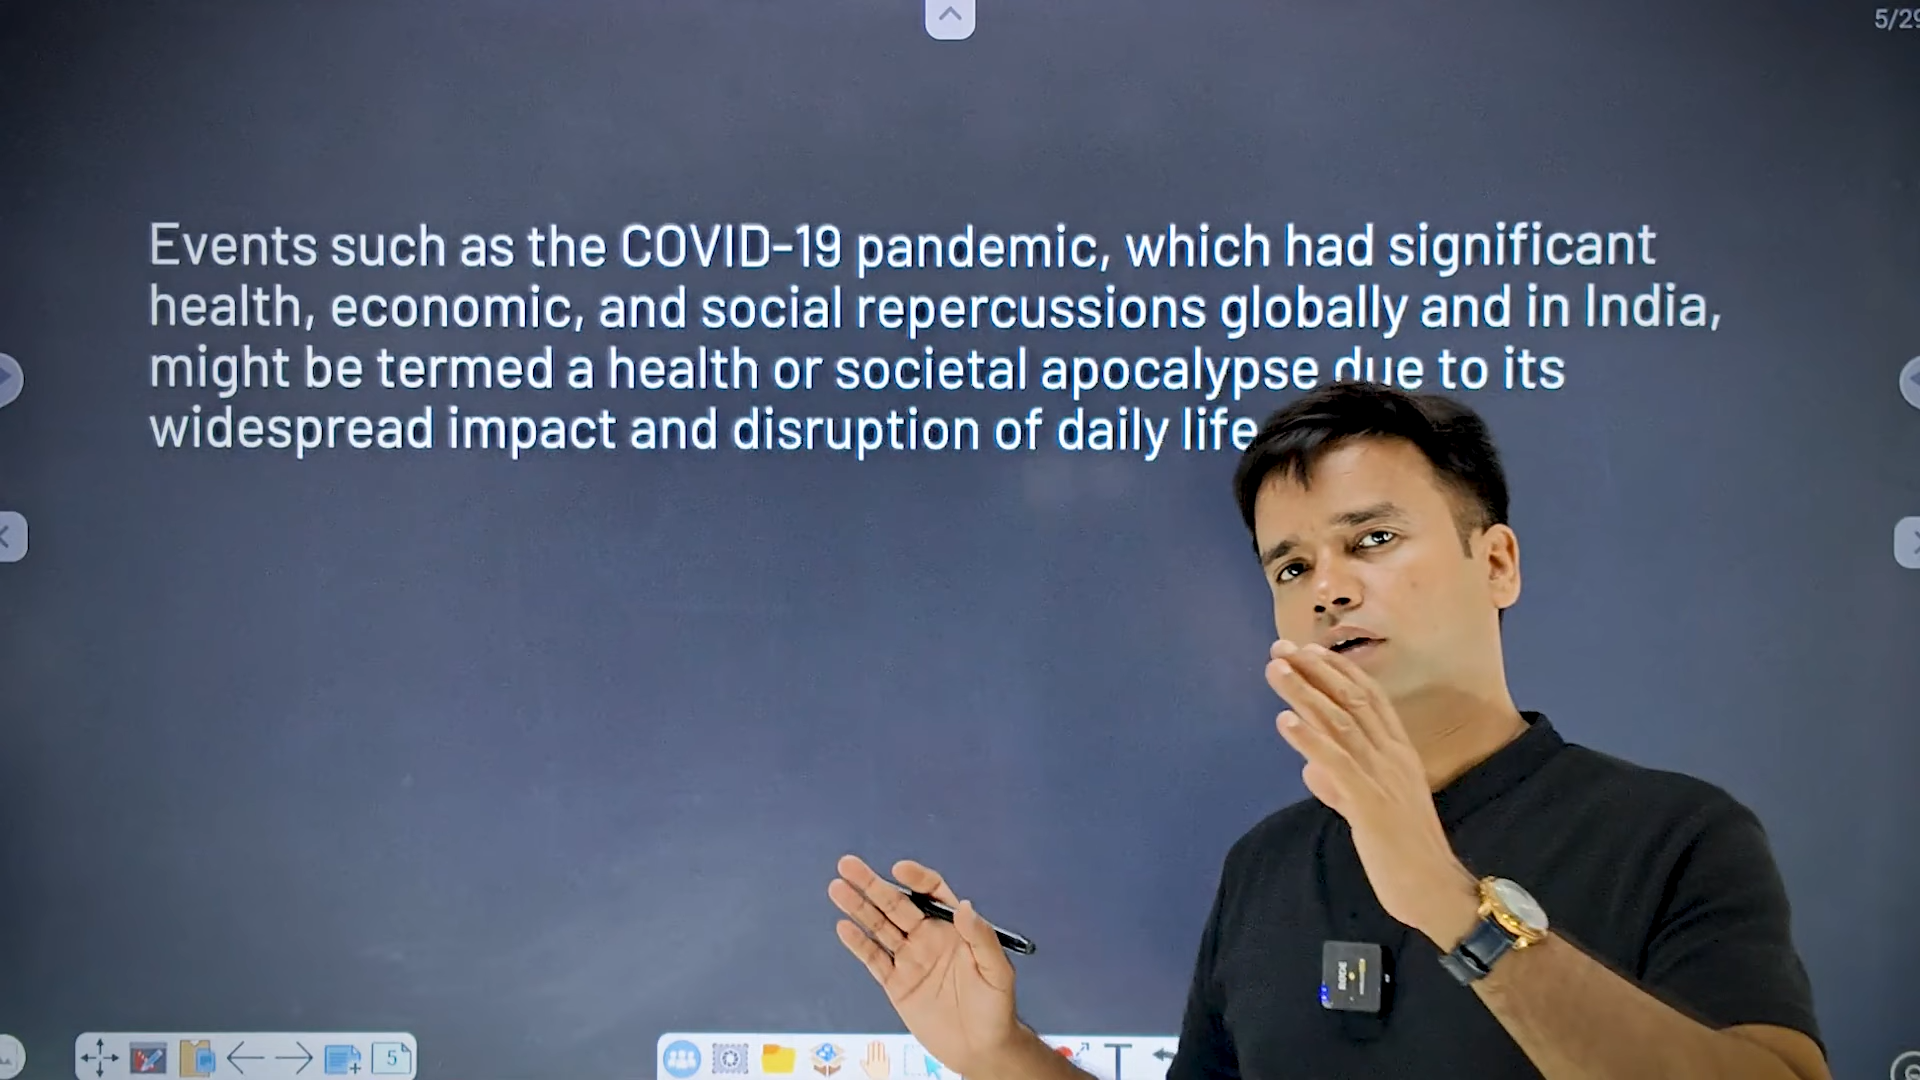 5/29
Events such as the COVID-19 pandemic, which had significant
health, economic, and social repercussions globally and in India,
might be termed a health or societal apocalypse due to its
widespread impact and disruption of daily life
RODE
5
T